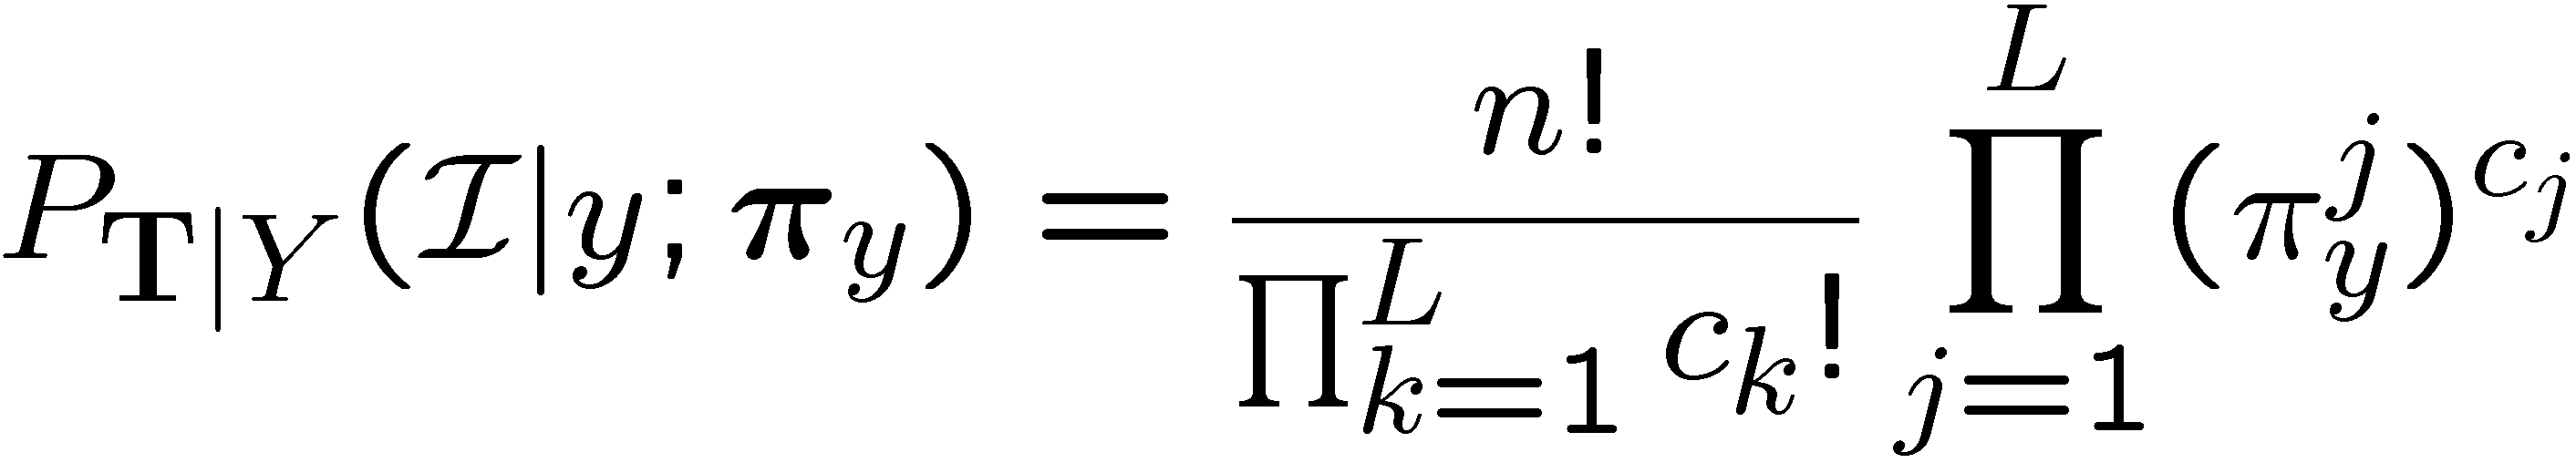 P_{\mathbf{T}|Y}(\mathcal{I}|y; \boldsymbol{\pi}_y) = \frac{n!}{\prod_{k=1}^{L} c_k!} \prod_{j=1}^{L} (\pi_y^j)^{c_j}